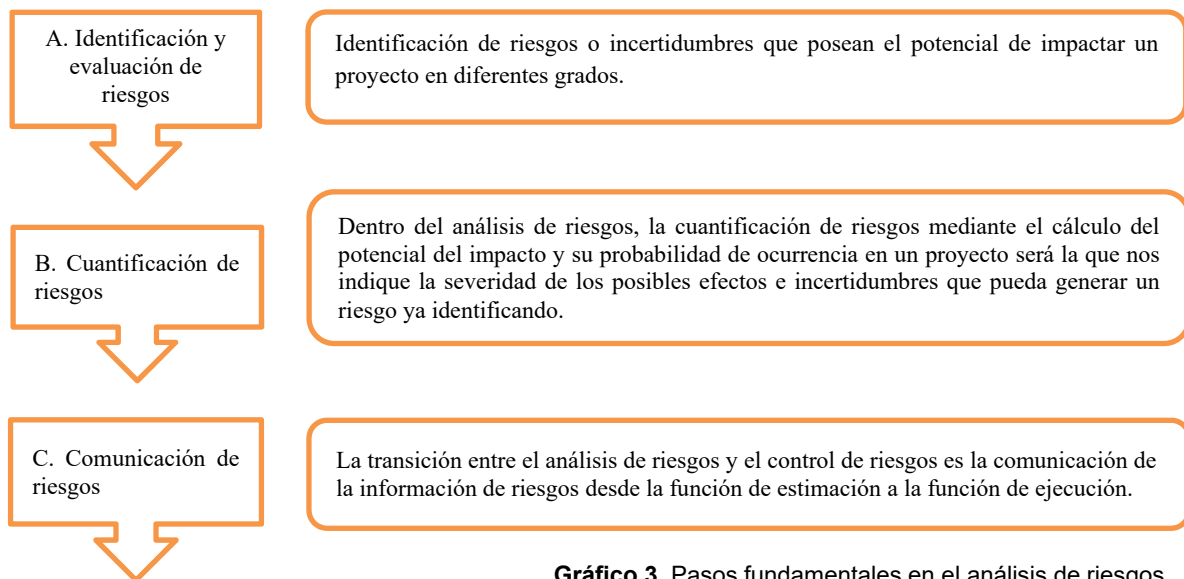 A. Identificación y
evaluación de
riesgos
Identificación de riesgos o incertidumbres que posean el potencial de impactar un
proyecto en diferentes grados.
B. Cuantificación de
riesgos
Dentro del análisis de riesgos, la cuantificación de riesgos mediante el cálculo del
potencial del impacto y su probabilidad de ocurrencia en un proyecto será la que nos
indique la severidad de los posibles efectos e incertidumbres que pueda generar un
riesgo ya identificando.
C. Comunicación de
riesgos
La transición entre el análisis de riesgos y el control de riesgos es la comunicación de
la información de riesgos desde la función de estimación a la función de ejecución.
Gráfico 3. Pasos fundamentales en el análisis de riesgos